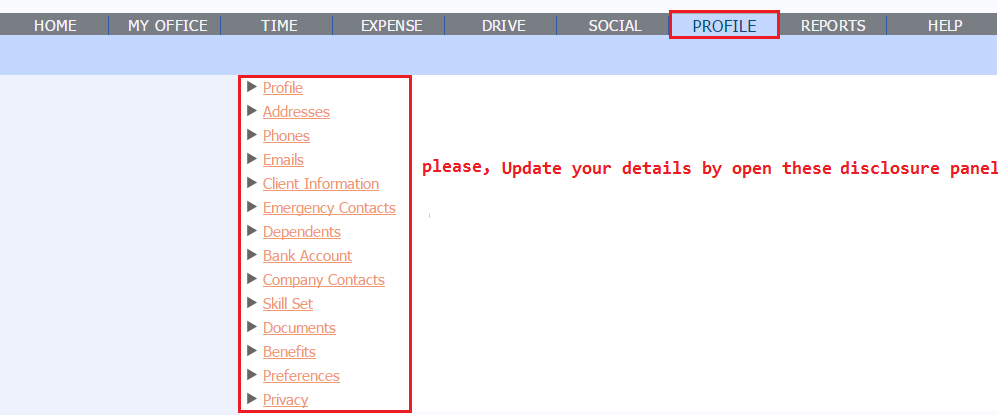 HOME MY OFFICE TIME EXPENSE DRIVE SOCIAL PROFILE REPORTS HELP
Profile
Addresses
Phones
Emails
please, Update your details by open these disclosure panel
Client Information
Emergency Contacts
Dependents
Bank Account
Company Contacts
Skill Set
Documents
Benefits
Preferences
Privacy